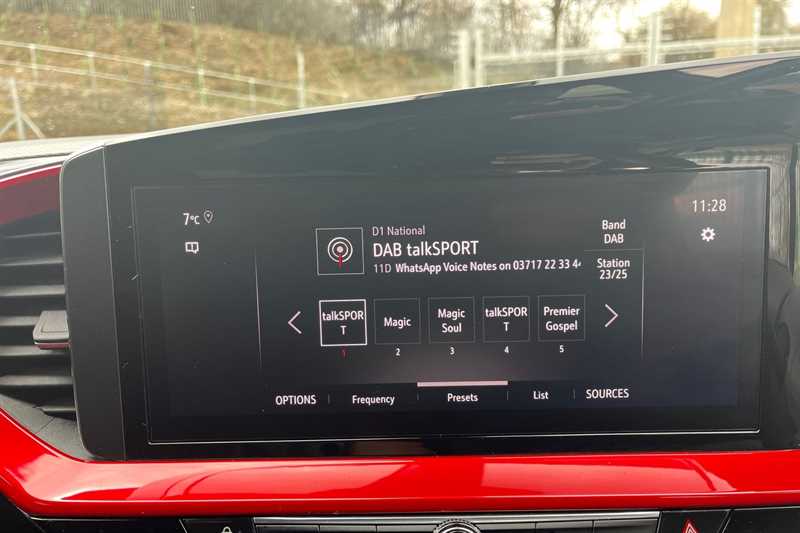 7°C
11:28
D1 National
DAB talkSPORT
11D WhatsApp Voice Notes on 03717 22 33 4
Band
DAB
Station
23/25
talkSPOR
T
1
Magic
2
Magic
Soul
3
talkSPOR
T
4
Premier
Gospel
5
OPTIONS
Frequency
Presets
List
SOURCES